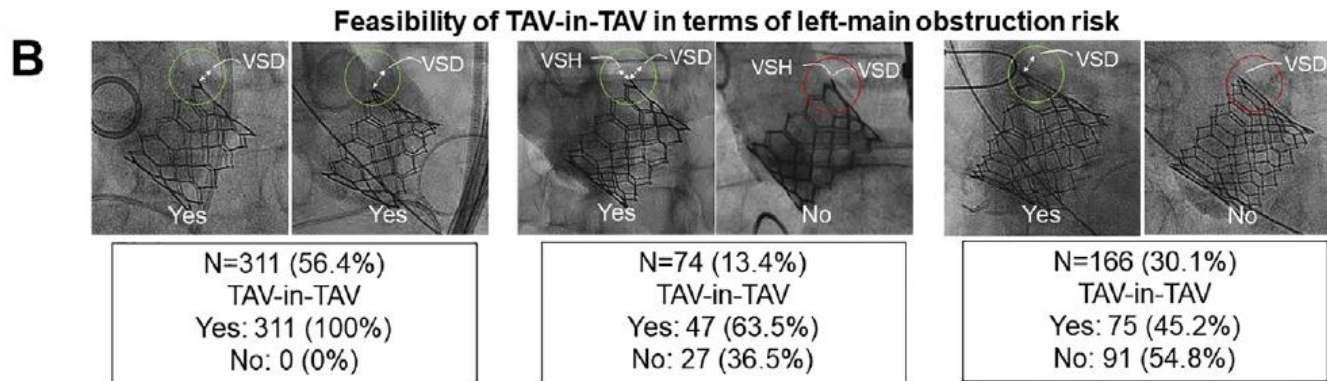 Feasibility of TAV-in-TAV in terms of left-main obstruction risk
B
VSD
VSD
VSH
VSD
VSH
VSD
VSD
VSD
Yes
Yes
Yes
No
Yes
No
N=311 (56.4%)
TAV-in-TAV
Yes: 311 (100%)
No: 0 (0%)
N=74 (13.4%)
TAV-in-TAV
Yes: 47 (63.5%)
No: 27 (36.5%)
N=166 (30.1%)
TAV-in-TAV
Yes: 75 (45.2%)
No: 91 (54.8%)